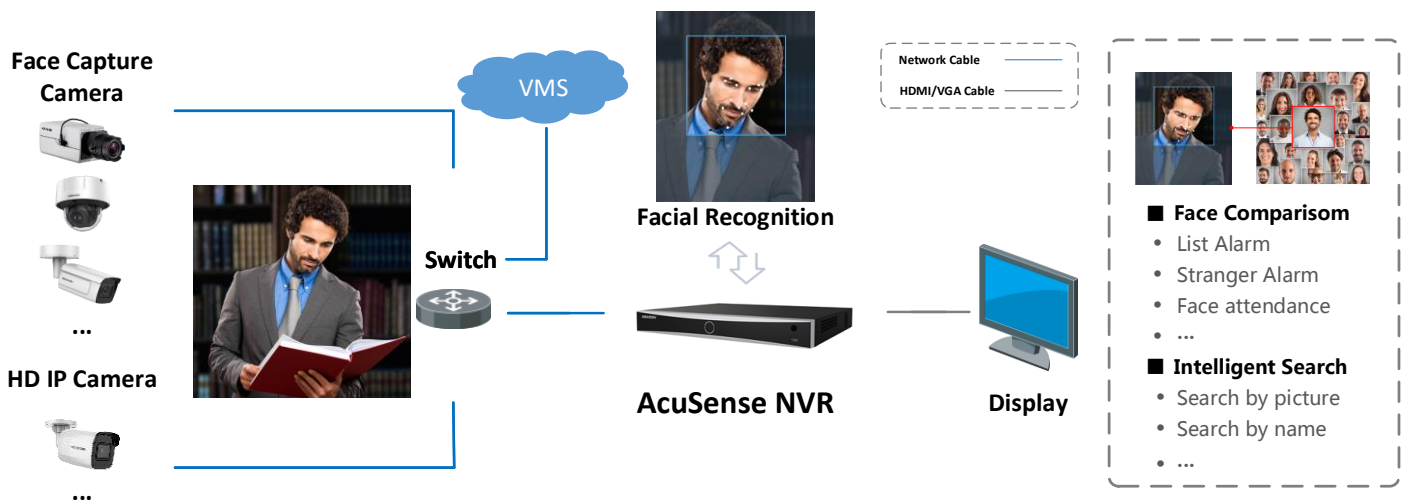 Face Capture
Camera
...
HD IP Camera
...
VMS
Switch
Facial Recognition
AcuSense NVR
Network Cable
HDMI/VGA Cable
Display
■ Face Comparisom
• List Alarm
• Stranger Alarm
• Face attendance
• ...
■ Intelligent Search
• Search by picture
• Search by name
• ...